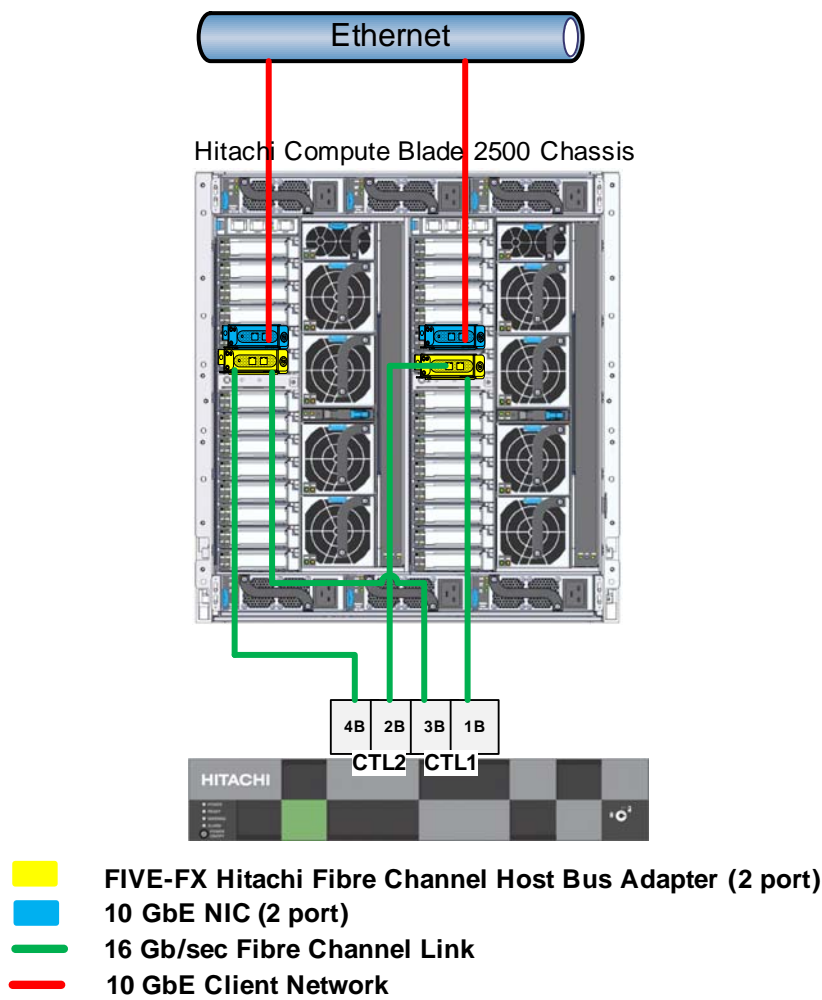 Ethernet
Hitachi Compute Blade 2500 Chassis
4B 2B 3B 1B
CTL2 CTL1
HITACHI
FIVE-FX Hitachi Fibre Channel Host Bus Adapter (2 port)
10 GbE NIC (2 port)
16 Gb/sec Fibre Channel Link
10 GbE Client Network